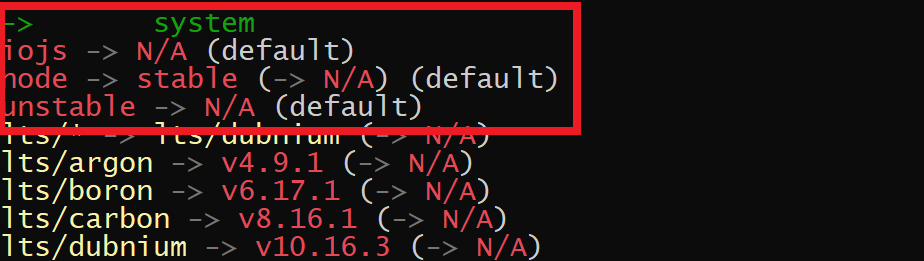 ->       system
iojs -> N/A (default)
node -> stable (-> N/A) (default)
unstable -> N/A (default)
lts/* -> lts/dubnium (-> N/A)
lts/argon -> v4.9.1 (-> N/A)
lts/boron -> v6.17.1 (-> N/A)
lts/carbon -> v8.16.1 (-> N/A)
lts/dubnium -> v10.16.3 (-> N/A)